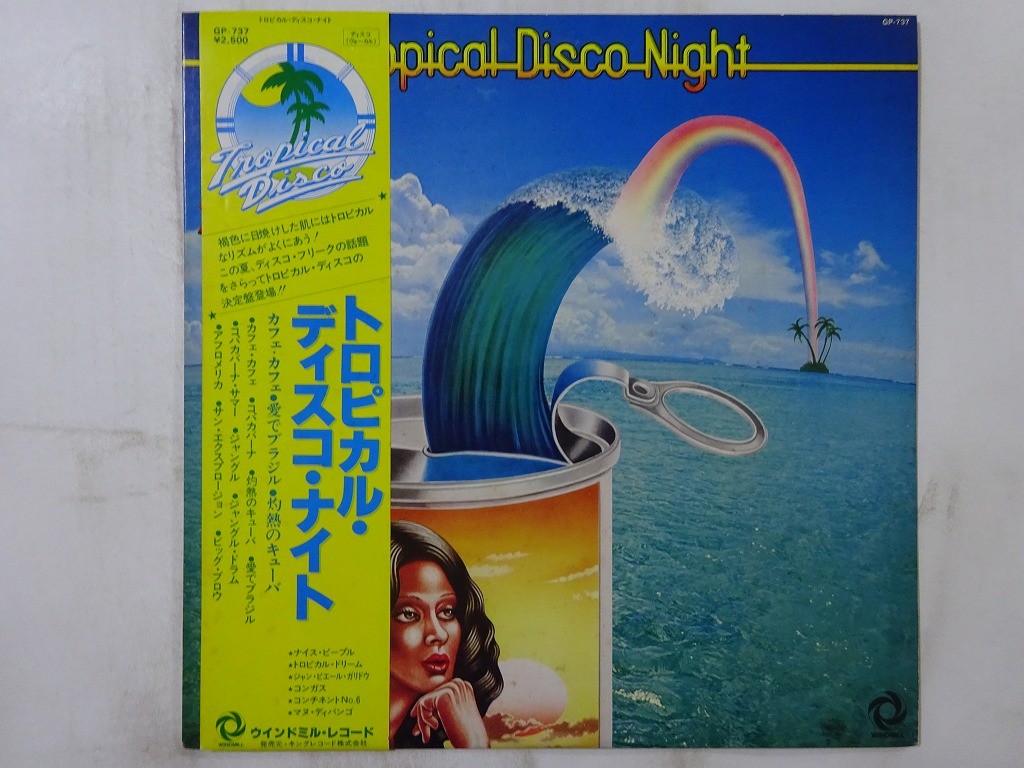 トロピカル・ディスコ・ナイト
GP-737
¥2,500
ディスコ
(ヴォーカル)
Tropical
Disco
褐色に日焼けした肌にはトロピカル
なリズムがよくにあう!
この夏、ディスコ・フリークの話題
をさらってトロピカル・ディスコの
決定盤登場!!
トロピカル・
ディスコ・ナイト
カフェ・カフェ●愛でブラジル●灼熱のキューバ
●カフェ・カフェ ●コパカバーナ ●灼熱のキューバ ●愛でブラジル
●コパカバーナ・サマー ●ジャングル ●ジャングル・ドラム
●アフロメリカ ●サン・エクスプロージョン ●ビッグ・ブロウ
★ナイス・ピープル
★トロピカル・ドリーム
★ジャン・ピエール・ガリドウ
★コンガス
★コンチネントNo.6
★マヌ・ディバンゴ
WINDMILL
ウインドミル・レコード
発売元・キングレコード株式会社
opical Disco Night
GP-737
WINDMILL